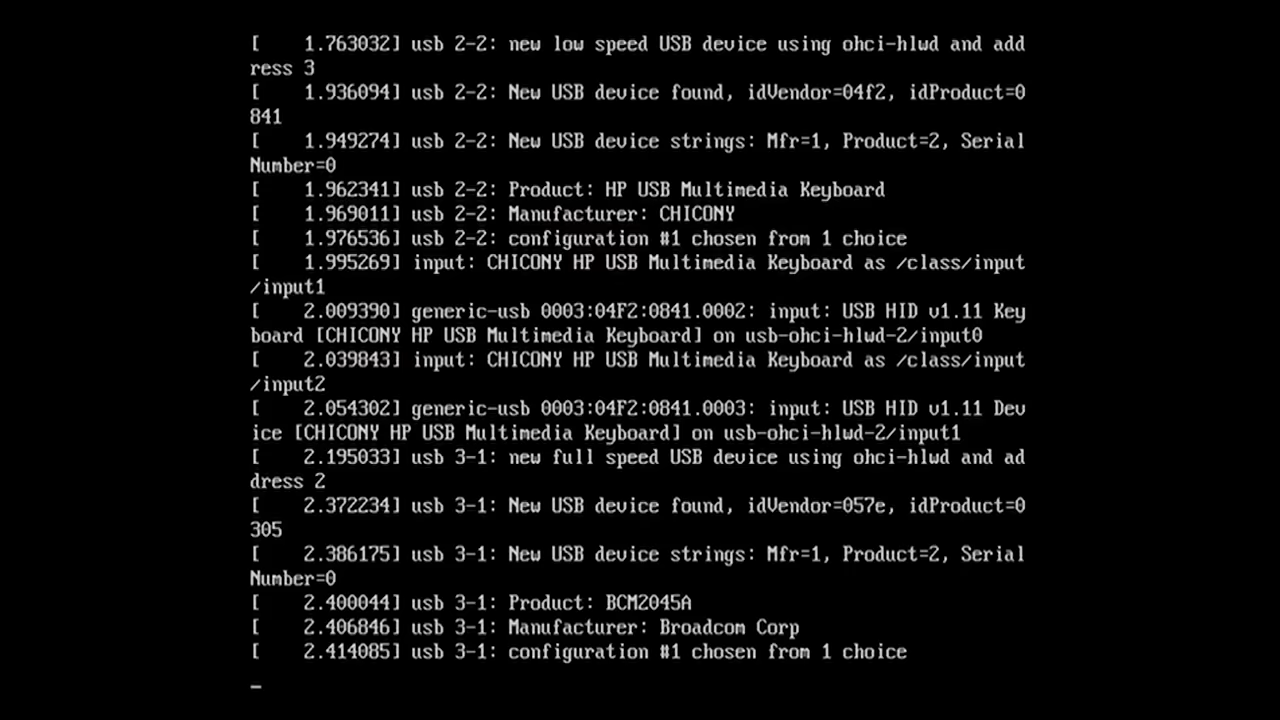 [    1.763032] usb 2-2: new low speed USB device using ohci-hlwd and add
ress 3
[    1.936094] usb 2-2: New USB device found, idVendor=04f2, idProduct=0
841
[    1.949274] usb 2-2: New USB device strings: Mfr=1, Product=2, Serial
Number=0
[    1.962341] usb 2-2: Product: HP USB Multimedia Keyboard
[    1.969011] usb 2-2: Manufacturer: CHICONY
[    1.976536] usb 2-2: configuration #1 chosen from 1 choice
[    1.995269] input: CHICONY HP USB Multimedia Keyboard as /class/input
/input1
[    2.009390] generic-usb 0003:04F2:0841.0002: input: USB HID v1.11 Key
board [CHICONY HP USB Multimedia Keyboard] on usb-ohci-hlwd-2/input0
[    2.039843] input: CHICONY HP USB Multimedia Keyboard as /class/input
/input2
[    2.054302] generic-usb 0003:04F2:0841.0003: input: USB HID v1.11 Dev
ice [CHICONY HP USB Multimedia Keyboard] on usb-ohci-hlwd-2/input1
[    2.195033] usb 3-1: new full speed USB device using ohci-hlwd and ad
dress 2
[    2.372234] usb 3-1: New USB device found, idVendor=057e, idProduct=0
305
[    2.386175] usb 3-1: New USB device strings: Mfr=1, Product=2, Serial
Number=0
[    2.400044] usb 3-1: Product: BCM2045A
[    2.406846] usb 3-1: Manufacturer: Broadcom Corp
[    2.414085] usb 3-1: configuration #1 chosen from 1 choice
_